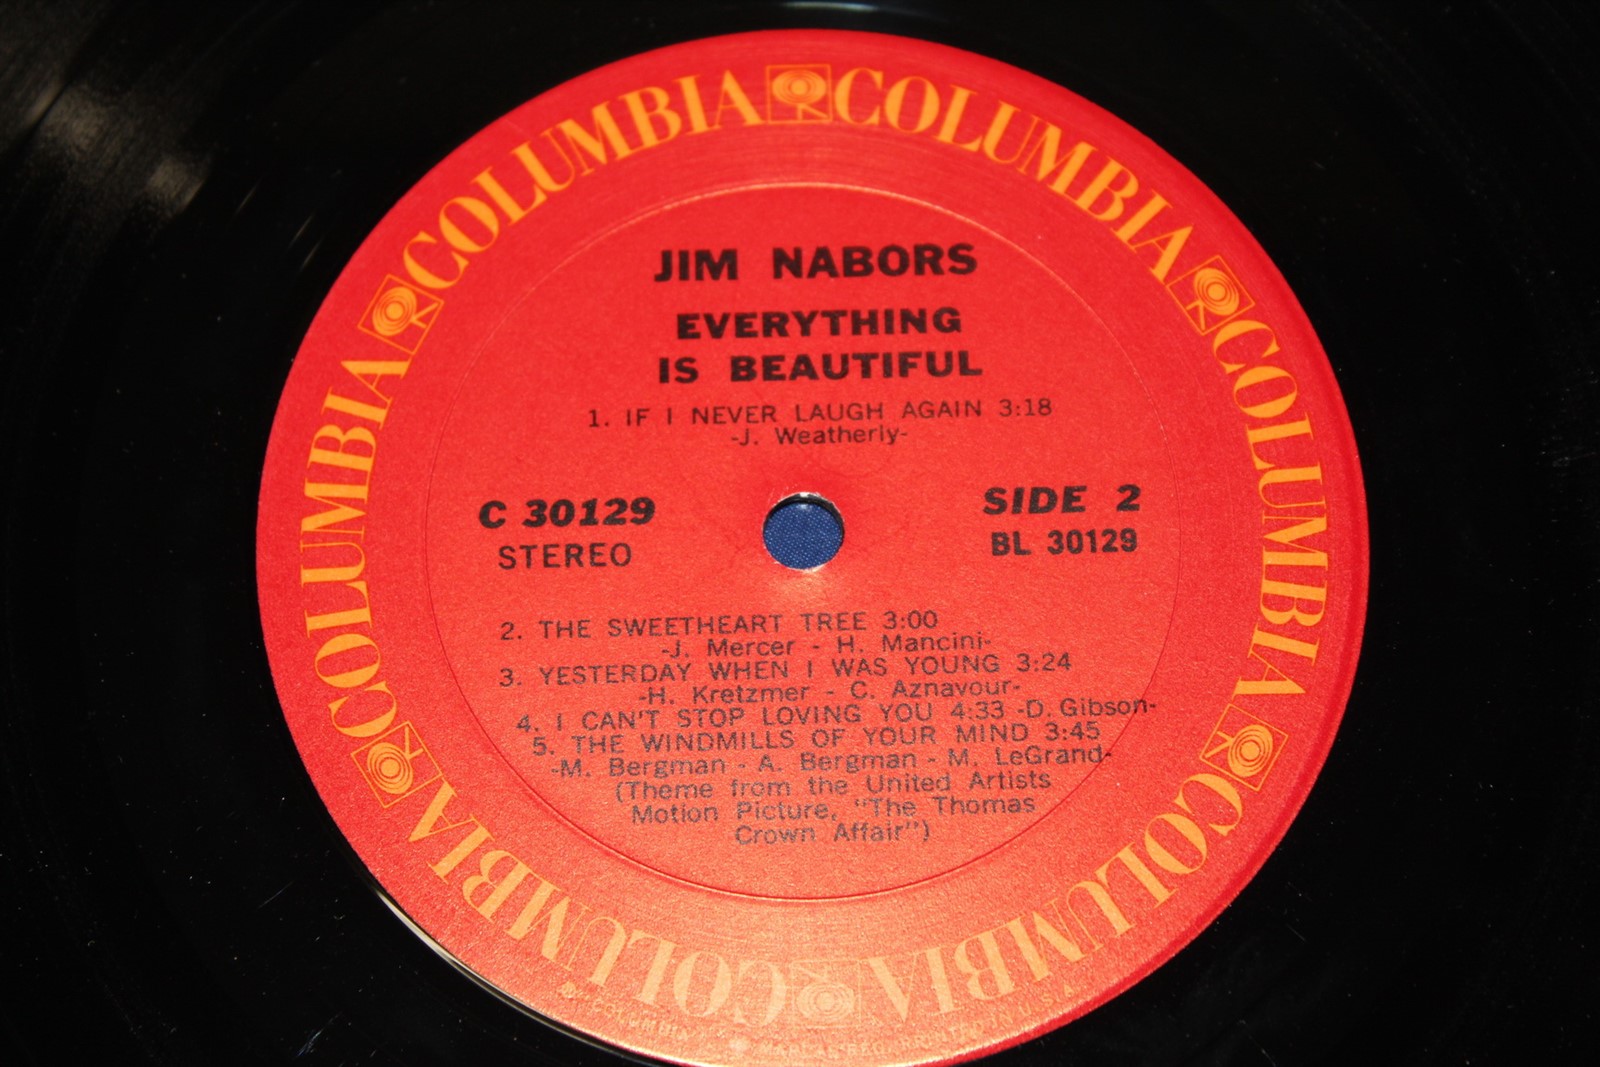 COLUMBIA COLUMBIA COLUMBIA COLUMBIA COLUMBIA COLUMBIA
JIM NABORS
EVERYTHING
IS BEAUTIFUL
1. IF I NEVER LAUGH AGAIN 3:18
-J. Weatherly-
C 30129
STEREO
SIDE 2
BL 30129
2. THE SWEETHEART TREE 3:00
-J. Mercer - H. Mancini-
3. YESTERDAY WHEN I WAS YOUNG 3:24
-H. Kretzmer - C. Aznavour-
4. I CAN'T STOP LOVING YOU 4:33 -D. Gibson-
5. THE WINDMILLS OF YOUR MIND 3:45
-M. Bergman - A. Bergman - M. LeGrand-
(Theme from the United Artists
Motion Picture, "The Thomas
Crown Affair")
COLUMBIA PRINTED IN U.S.A.